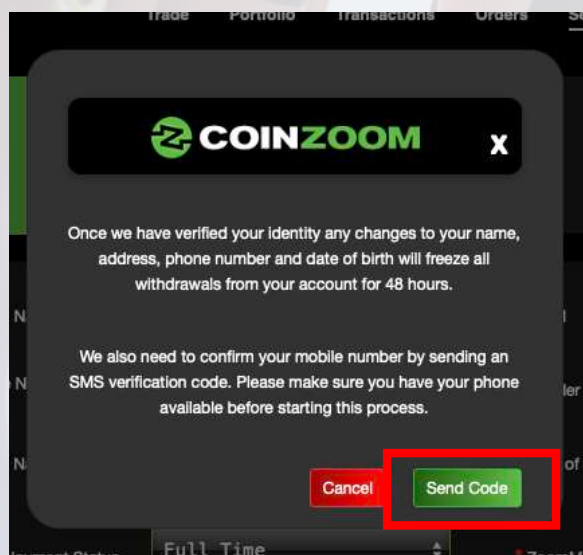 Trade Portfolio Transactions Orders Se
COINZOOM X
Once we have verified your identity any changes to your name,
address, phone number and date of birth will freeze all
withdrawals from your account for 48 hours.
We also need to confirm your mobile number by sending an
SMS verification code. Please make sure you have your phone
available before starting this process.
Cancel Send Code
Full Time